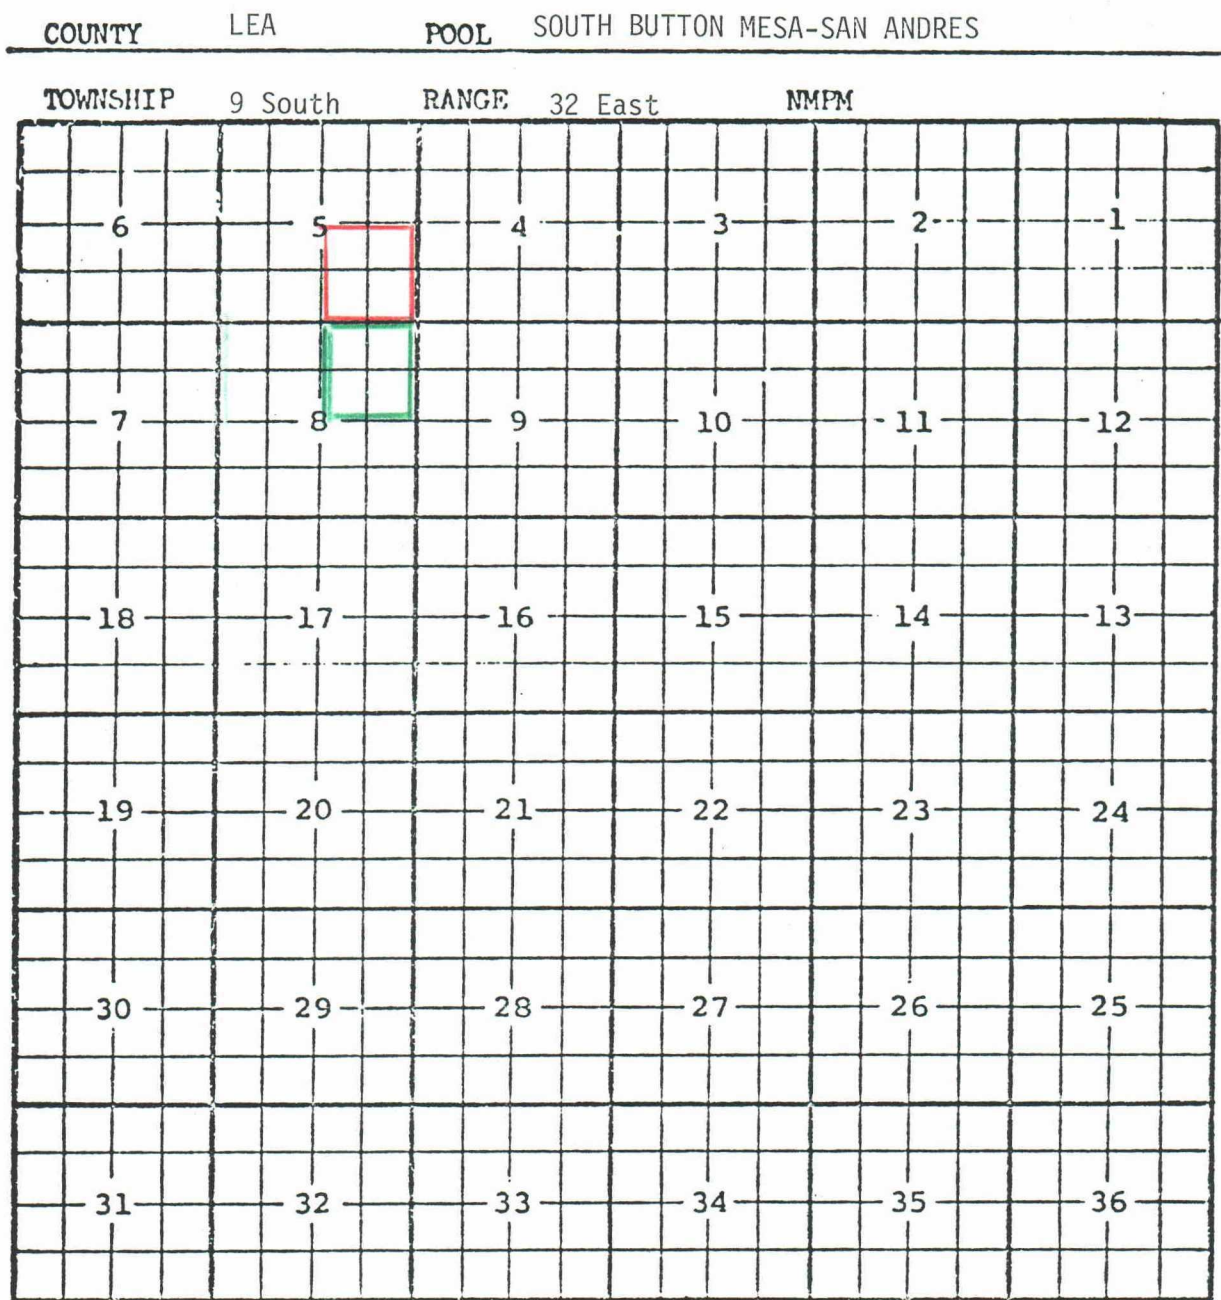 COUNTY LEA POOL SOUTH BUTTON MESA-SAN ANDRES
TOWNSHIP 9 South RANGE 32 East NMPM
6 5 4 3 2 1
7 8 9 10 11 12
18 17 16 15 14 13
19 20 21 22 23 24
30 29 28 27 26 25
31 32 33 34 35 36